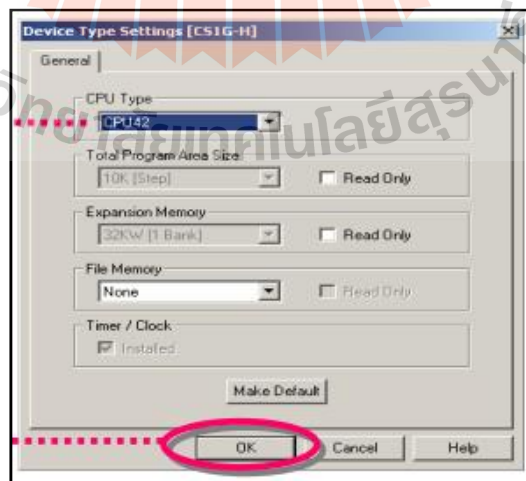 Device Type Settings [CS1G-H]
General
CPU Type
CPU42
Total Program Area Size
10K [Step]
Read Only
Expansion Memory
32KW [1 Bank]
Read Only
File Memory
None
Read Only
Timer / Clock
Installed
Make Default
OK
Cancel
Help